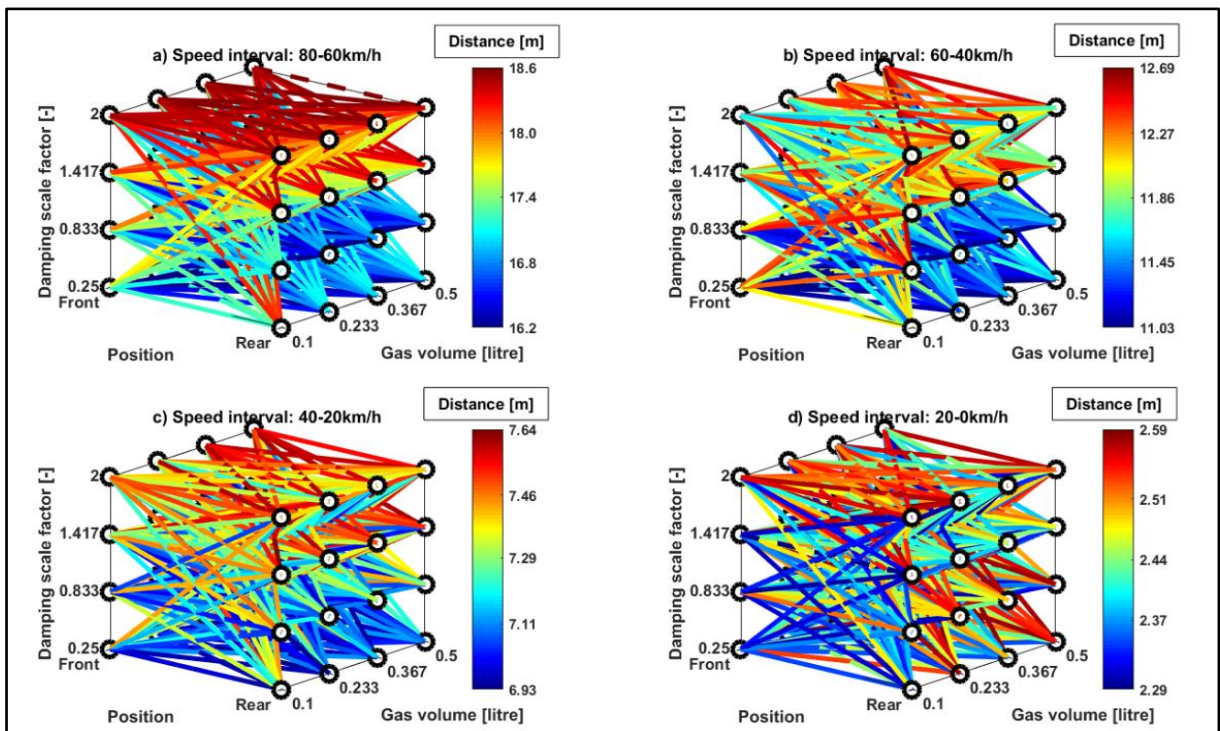 Distance [m]
a) Speed interval: 80-60km/h
18.6
18.0
17.4
16.8
16.2
Damping scale factor [-]
2
1.417
0.833
0.25
Front
Position
Rear
0.1
0.233
0.367
0.5
Gas volume [litre]
Distance [m]
b) Speed interval: 60-40km/h
12.69
12.27
11.86
11.45
11.03
Damping scale factor [-]
2
1.417
0.833
0.25
Front
Position
Rear
0.1
0.233
0.367
0.5
Gas volume [litre]
Distance [m]
c) Speed interval: 40-20km/h
7.64
7.46
7.29
7.11
6.93
Damping scale factor [-]
2
1.417
0.833
0.25
Front
Position
Rear
0.1
0.233
0.367
0.5
Gas volume [litre]
Distance [m]
d) Speed interval: 20-0km/h
2.59
2.51
2.44
2.37
2.29
Damping scale factor [-]
2
1.417
0.833
0.25
Front
Position
Rear
0.1
0.233
0.367
0.5
Gas volume [litre]